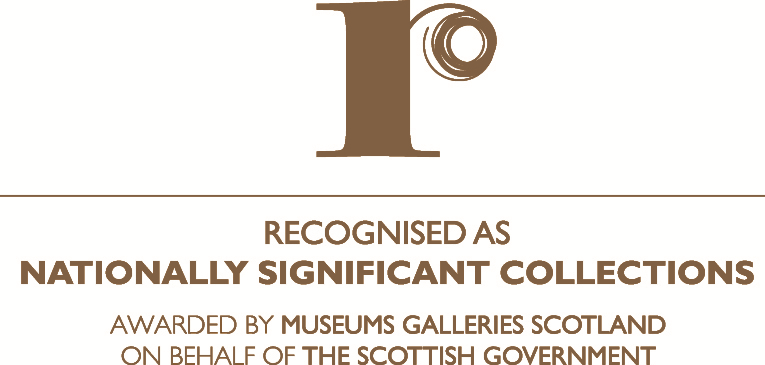 r
RECOGNISED AS
NATIONALLY SIGNIFICANT COLLECTIONS
AWARDED BY MUSEUMS GALLERIES SCOTLAND
ON BEHALF OF THE SCOTTISH GOVERNMENT